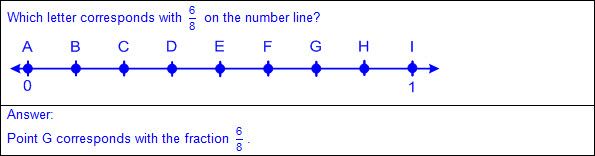 Which letter corresponds with 6/8 on the number line?
A B C D E F G H I
0 1
Answer:
Point G corresponds with the fraction 6/8 .